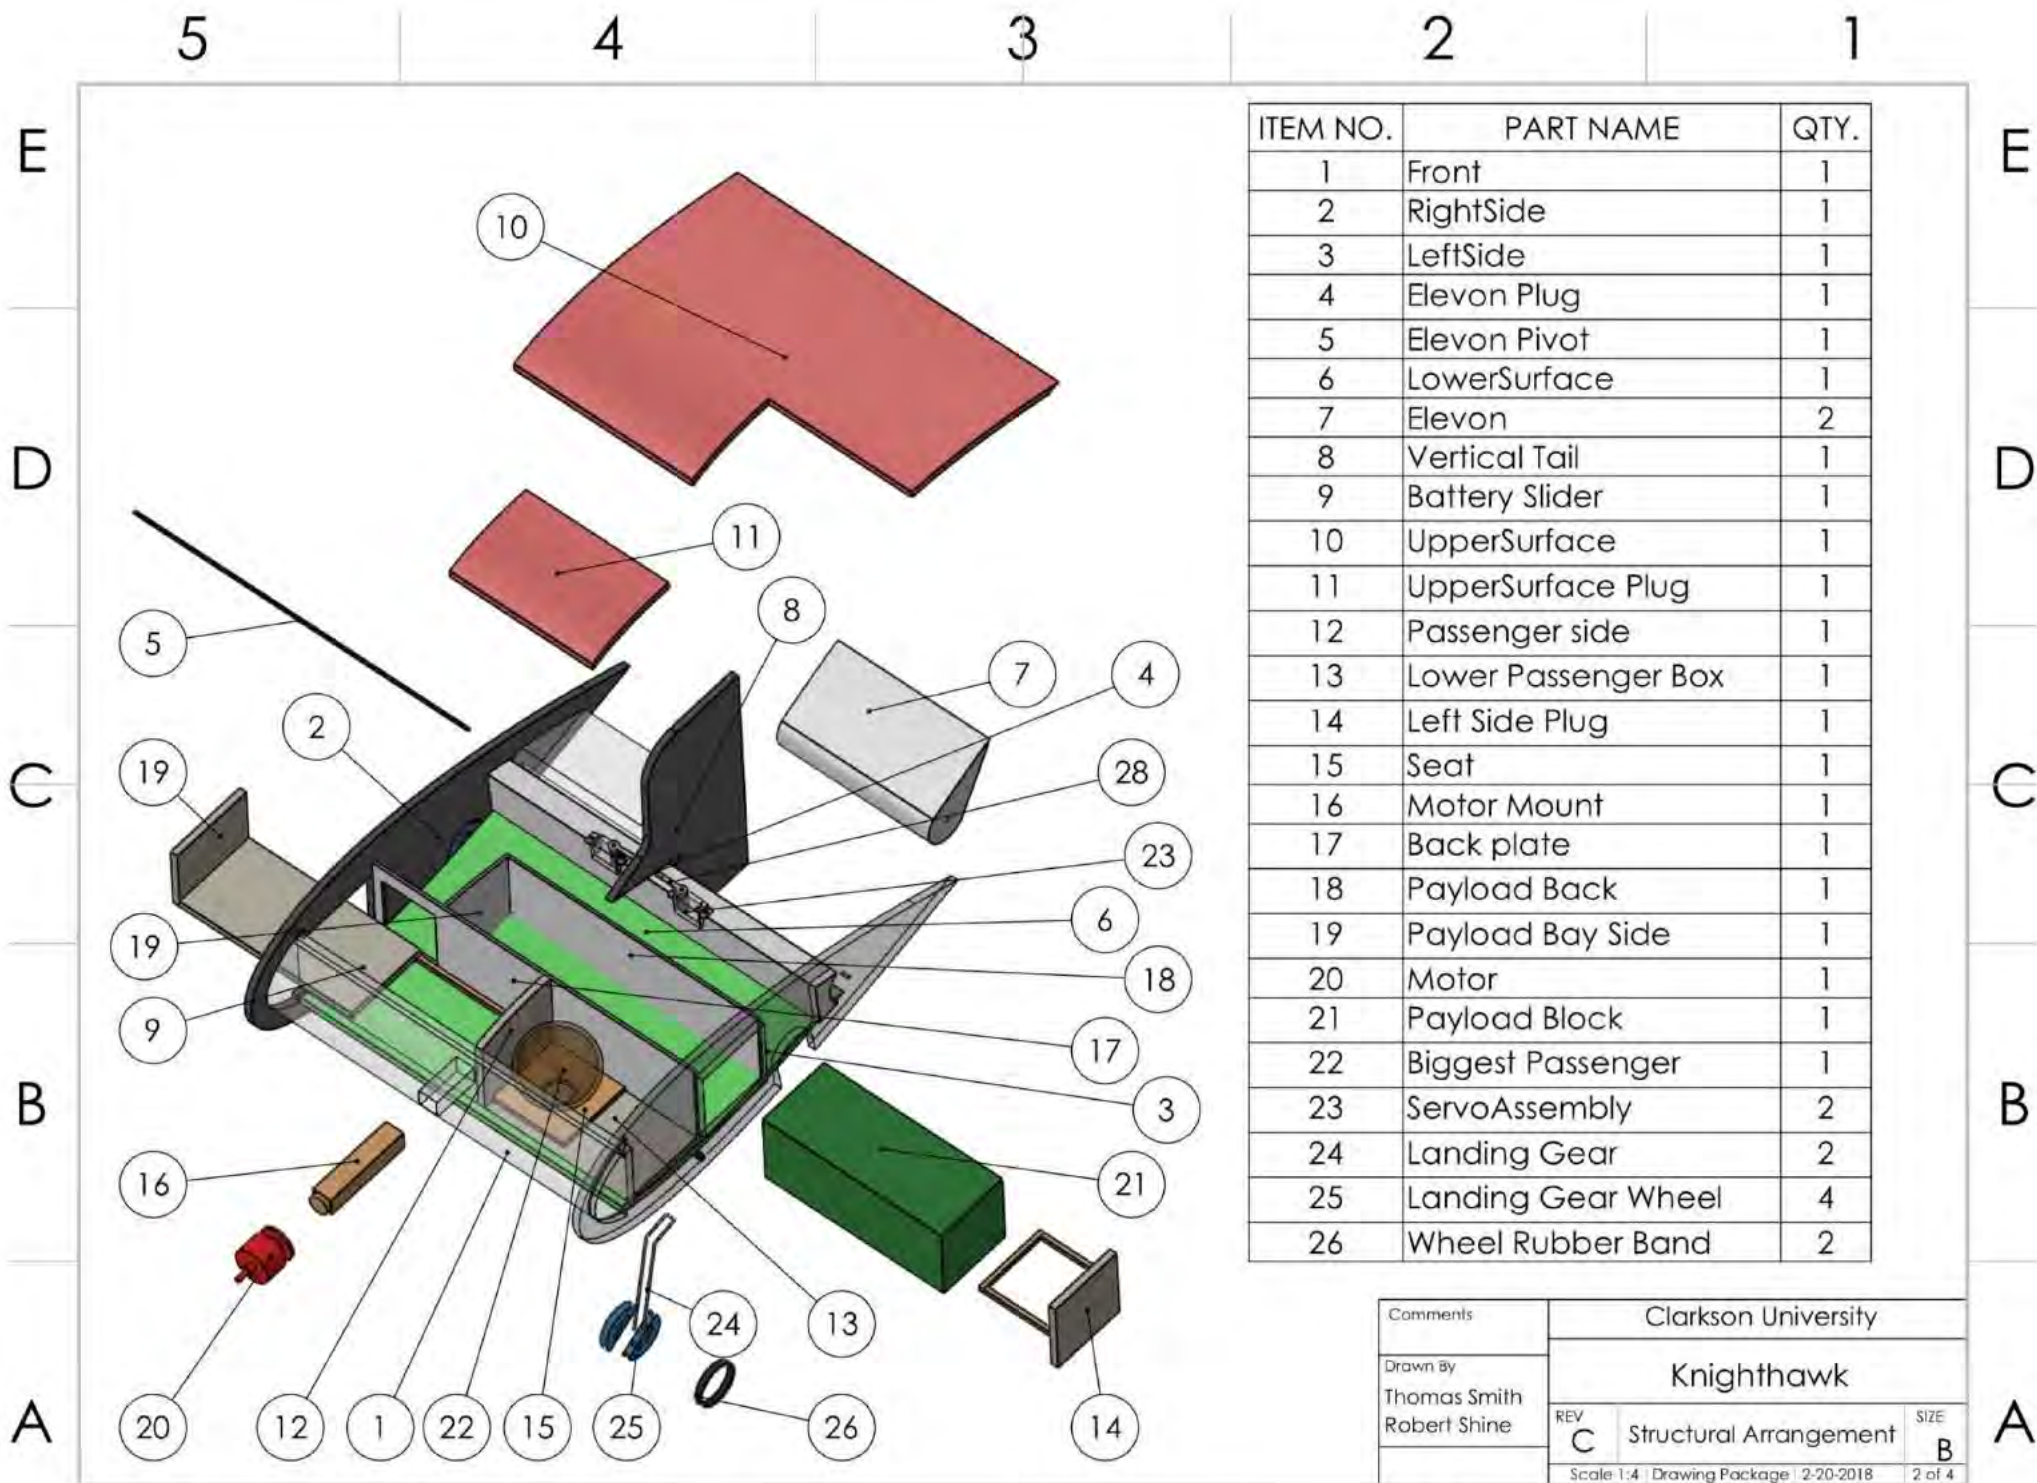 5 4 3 2 1
E E
D D
C C
B B
A A
10
11
8
5
7
4
2
28
19
23
6
19
18
9
17
3
16
21
24
13
20
12
1
22
15
25
26
14
ITEM NO. PART NAME QTY.
1 Front 1
2 RightSide 1
3 LeftSide 1
4 Elevon Plug 1
5 Elevon Pivot 1
6 LowerSurface 1
7 Elevon 2
8 Vertical Tail 1
9 Battery Slider 1
10 UpperSurface 1
11 UpperSurface Plug 1
12 Passenger side 1
13 Lower Passenger Box 1
14 Left Side Plug 1
15 Seat 1
16 Motor Mount 1
17 Back plate 1
18 Payload Back 1
19 Payload Bay Side 1
20 Motor 1
21 Payload Block 1
22 Biggest Passenger 1
23 ServoAssembly 2
24 Landing Gear 2
25 Landing Gear Wheel 4
26 Wheel Rubber Band 2
Comments
Clarkson University
Drawn By
Thomas Smith
Robert Shine
Knighthawk
REV
C
Structural Arrangement
SIZE
B
Scale 1:4 Drawing Package 2-20-2018 2 of 4